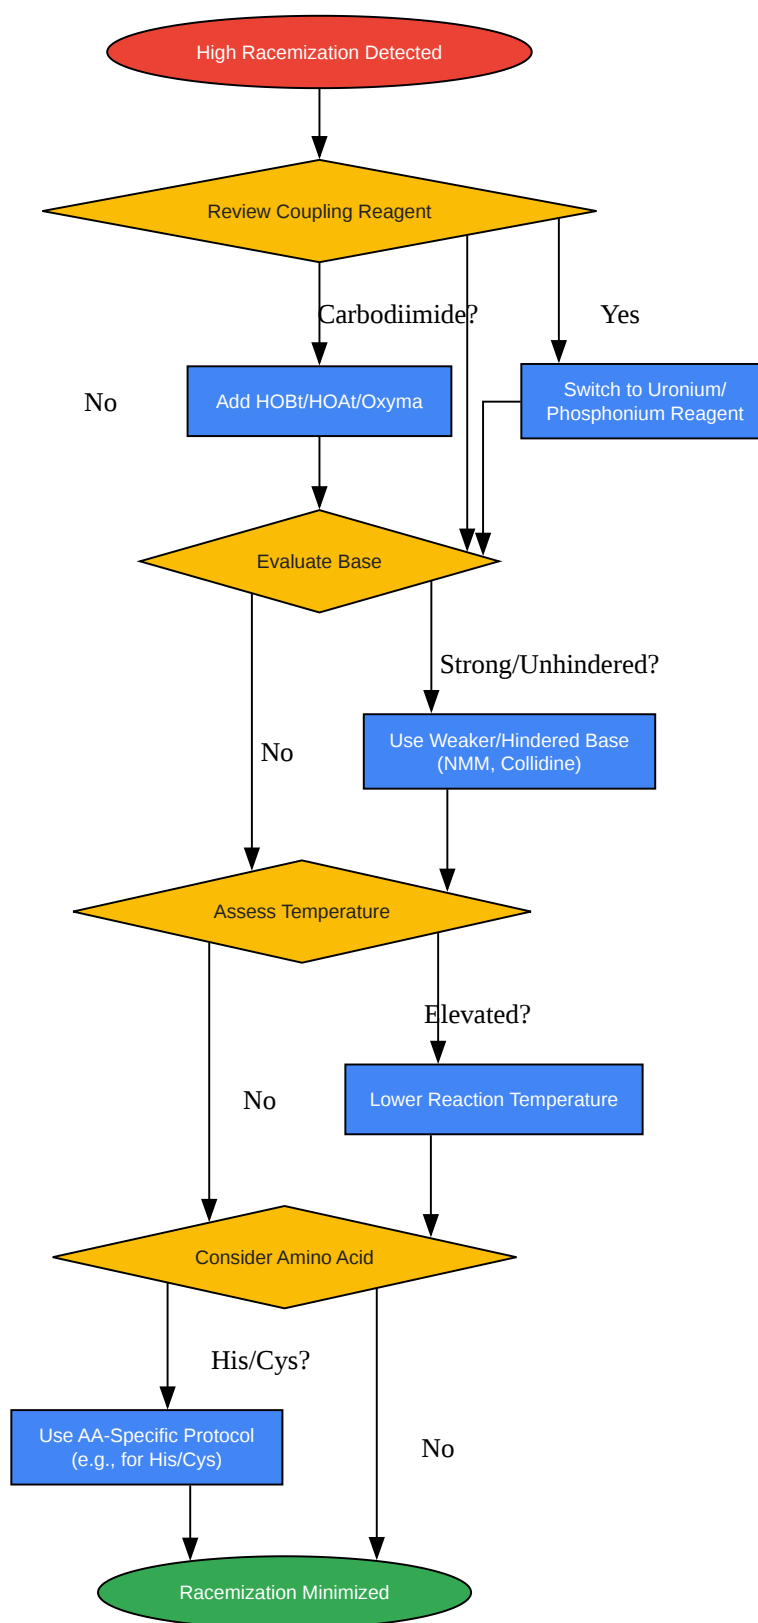 High Racemization Detected
Review Coupling Reagent
Carbodiimide?
Yes
No
Add HOBt/HOAt/Oxyma
Switch to Uronium/
Phosphonium Reagent
Evaluate Base
Strong/Unhindered?
No
Use Weaker/Hindered Base
(NMM, Collidine)
Assess Temperature
Elevated?
No
Lower Reaction Temperature
Consider Amino Acid
His/Cys?
No
Use AA-Specific Protocol
(e.g., for His/Cys)
Racemization Minimized